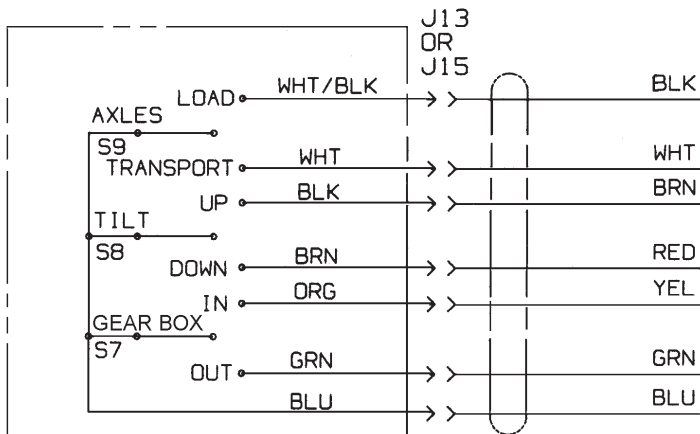 J13
OR
J15
LOAD WHT/BLK BLK
AXLES
S9
TRANSPORT WHT WHT
UP BLK BRN
TILT
S8
DOWN BRN RED
IN ORG YEL
GEAR BOX
S7
OUT GRN GRN
BLU BLU